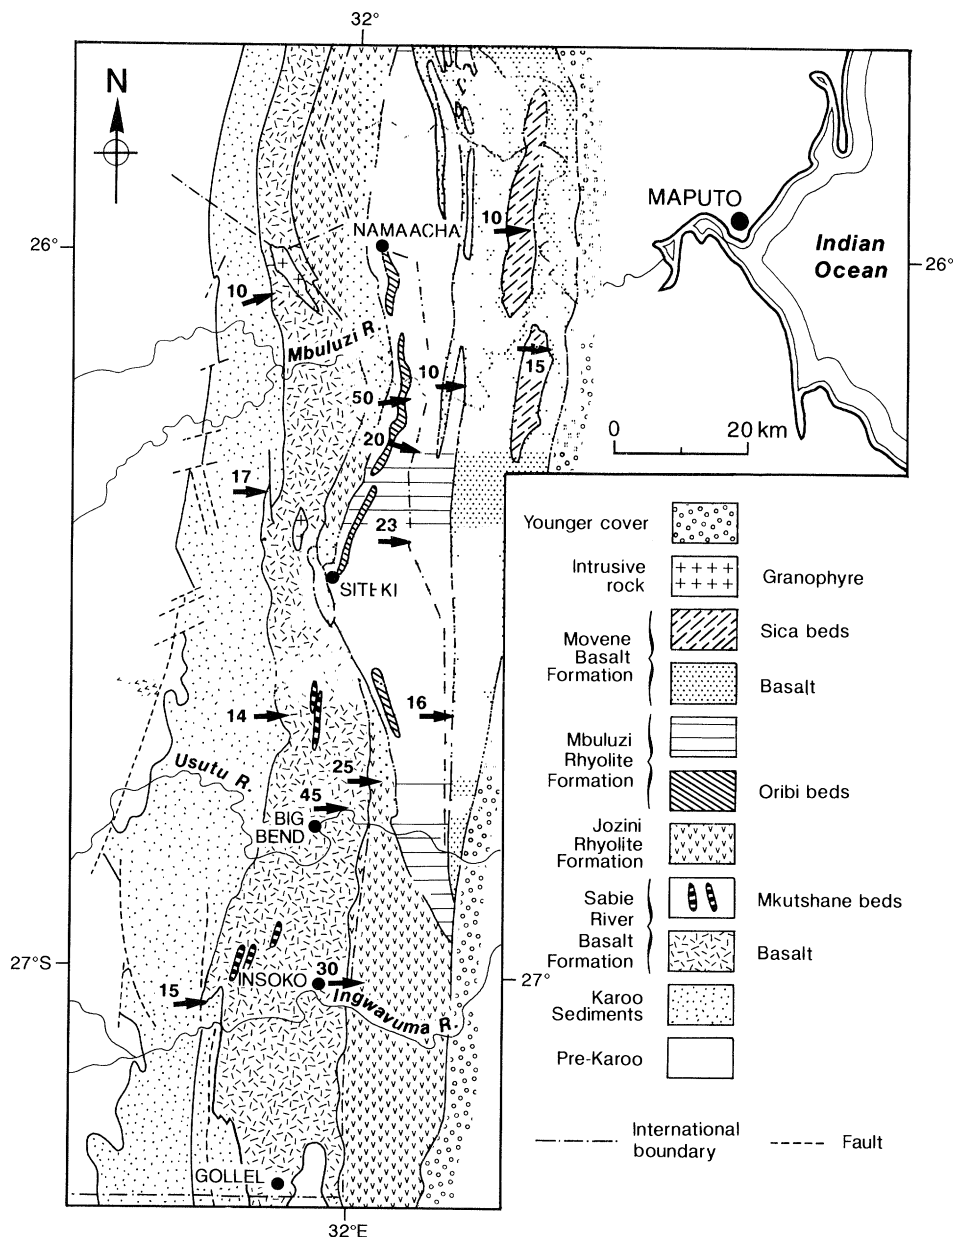 32°
N
MAPUTO
NAMAACHA
10
26°
Indian
Ocean
26°
10
Mbuluzi R.
10
15
50
20
0
20 km
17
23
SITEKI
14
16
Usutu R.
25
45
BIG
BEND
27°S
INSOKO
30
27°
15
Ingwavuma R.
GOLLEL
32°E
Younger cover
Intrusive
rock
Granophyre
Movene
Basalt
Formation
Sica beds
Basalt
Mbuluzi
Rhyolite
Formation
Oribi beds
Jozini
Rhyolite
Formation
Sabie
River
Basalt
Formation
Mkutshane beds
Basalt
Karoo
Sediments
Pre-Karoo
International
boundary
Fault